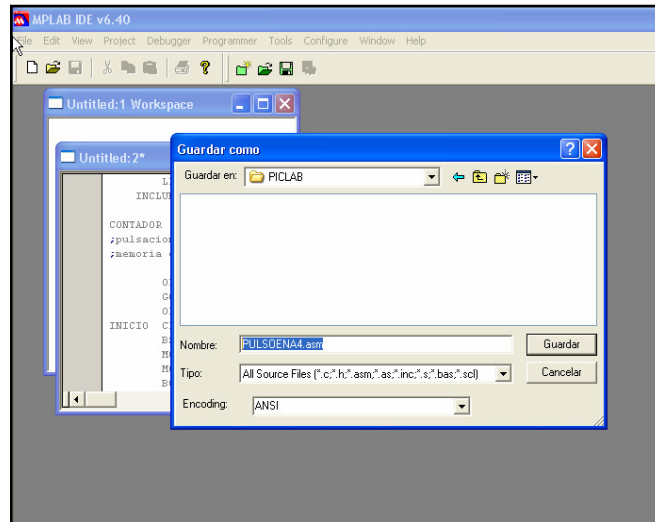 MPLAB IDE v6.40
File Edit View Project Debugger Programmer Tools Configure Window Help
Untitled:1 Workspace
Untitled:2*
INCLU
CONTADOR
;pulsacion
;memoria
INICIO
Guardar como
Guardar en: PICLAB
Nombre: PULSOENA4.asm Guardar
Tipo: All Source Files (*.c;*.h;*.asm;*.as;*.inc;*.s;*.bas;*.scl) Cancelar
Encoding: ANSI